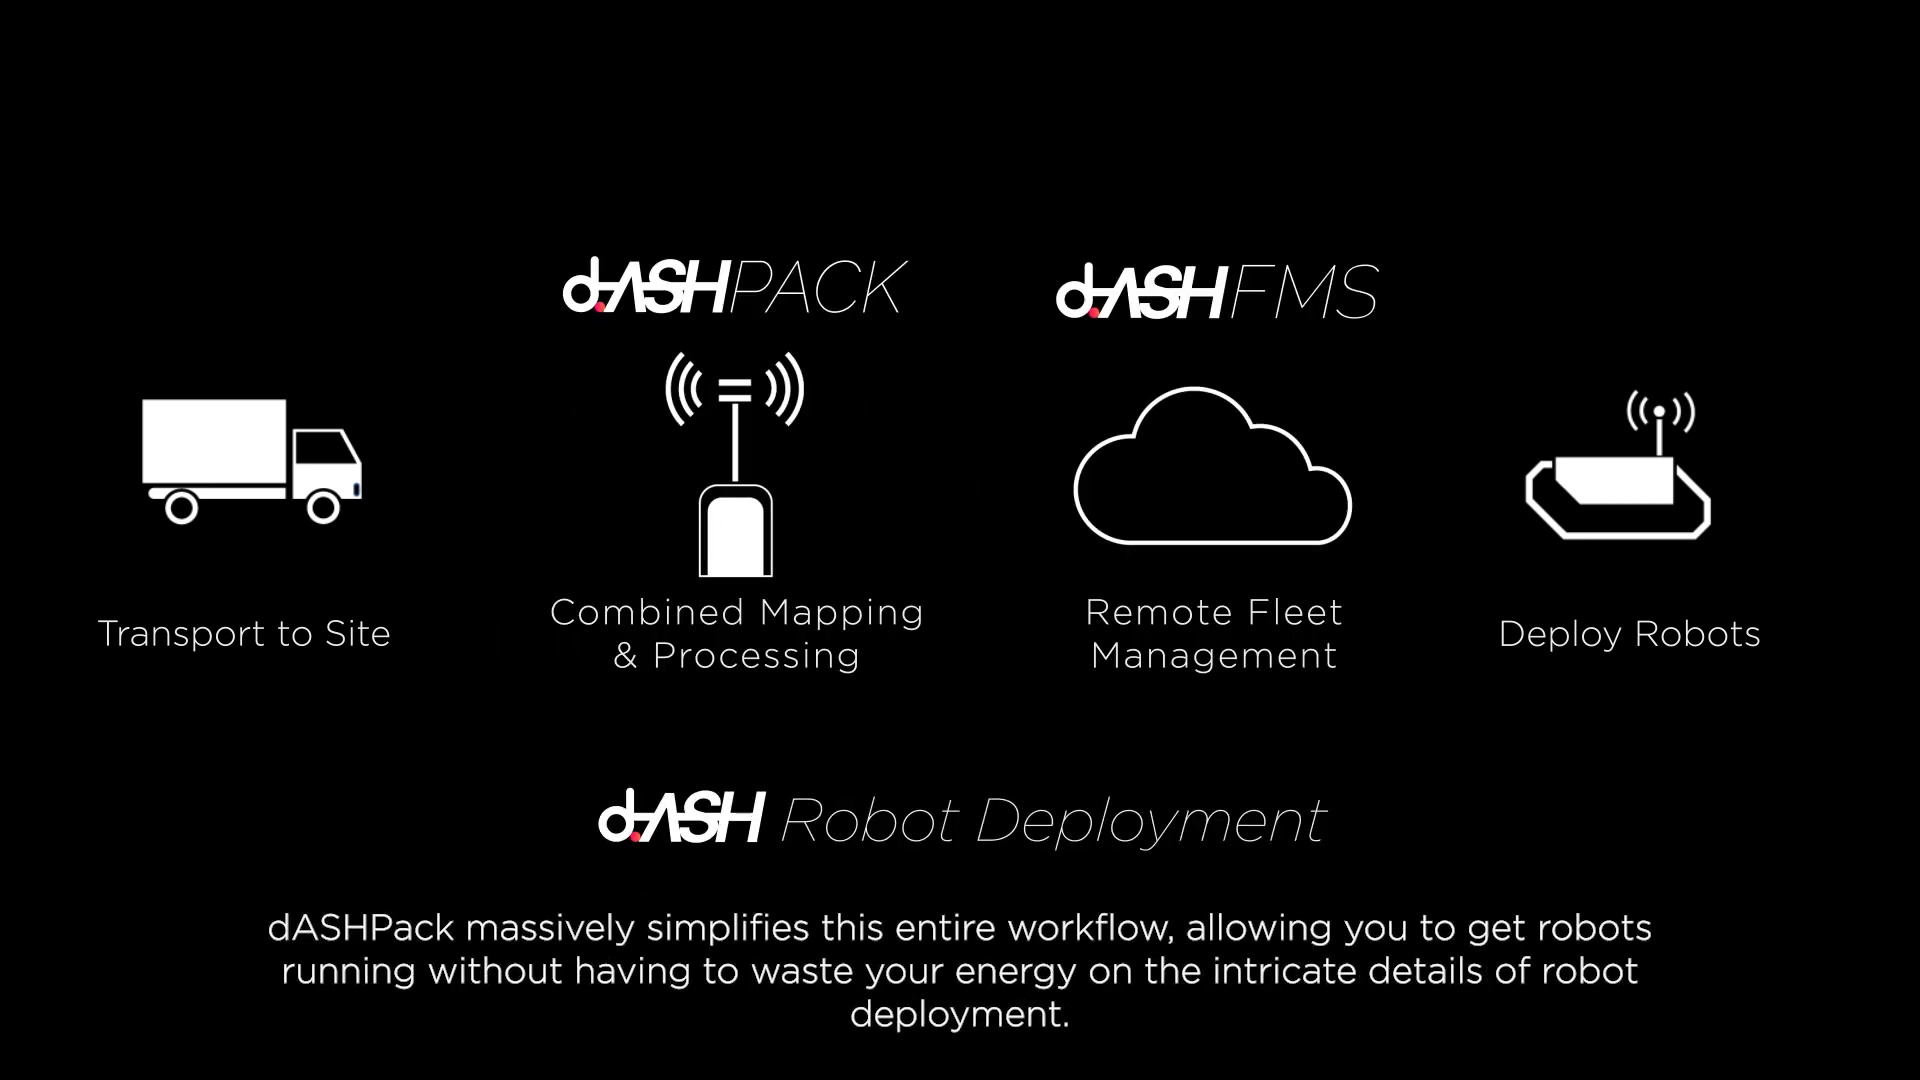 dASHPACK
dASHFMS
Transport to Site
Combined Mapping
& Processing
Remote Fleet
Management
Deploy Robots
dASH Robot Deployment
dASHPack massively simplifies this entire workflow, allowing you to get robots
running without having to waste your energy on the intricate details of robot
deployment.